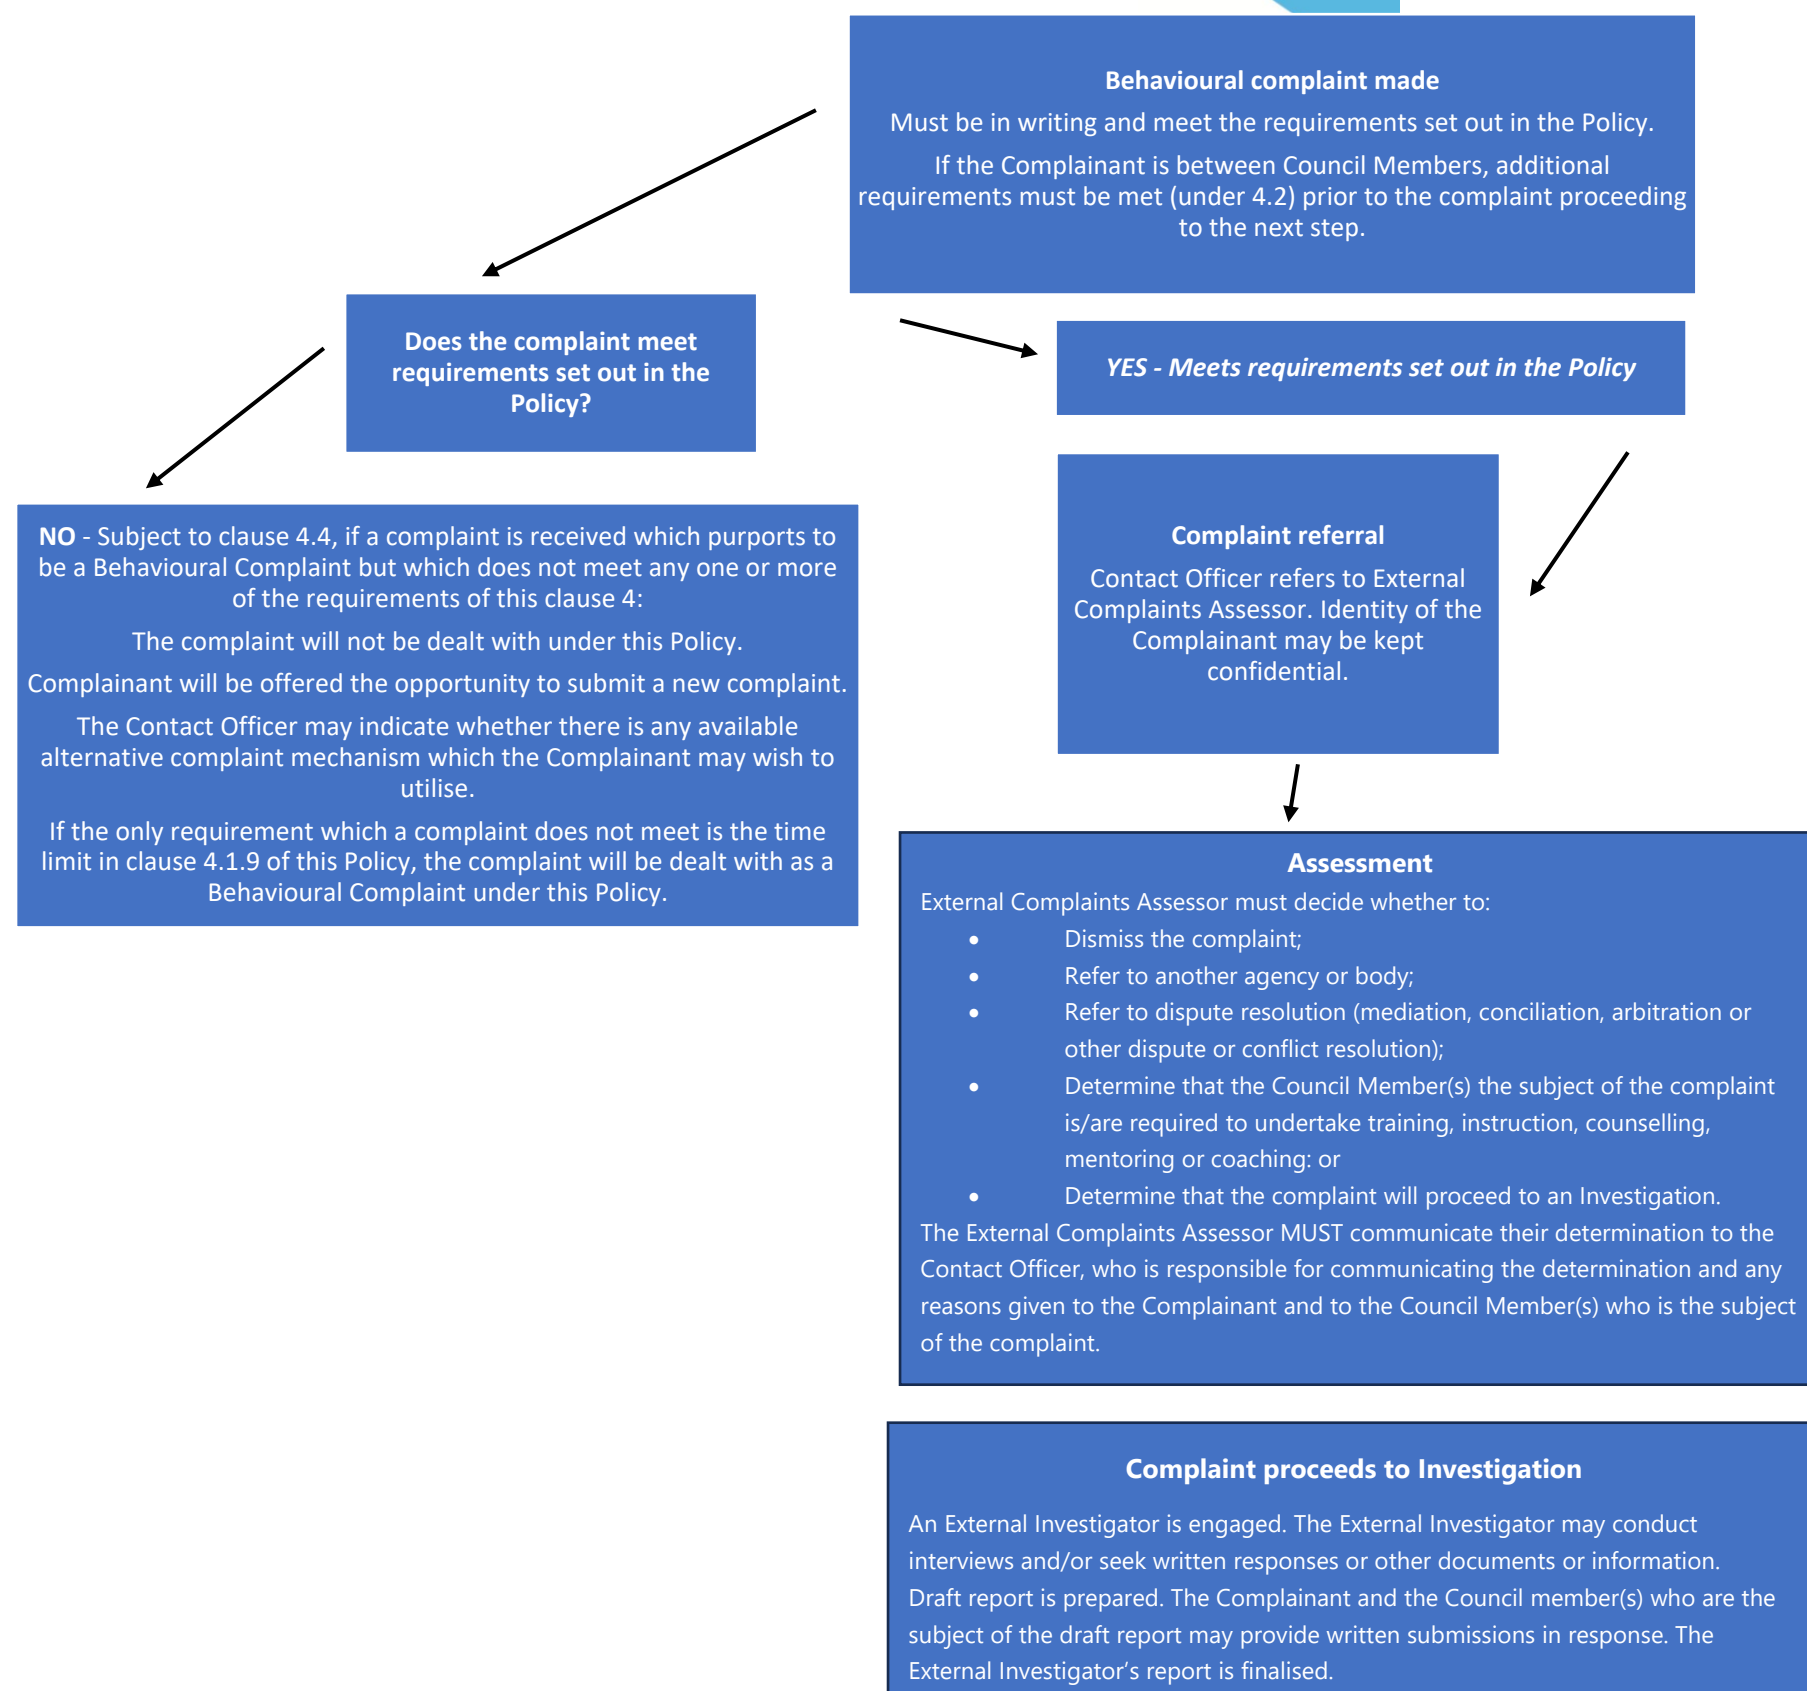 Behavioural complaint made
Must be in writing and meet the requirements set out in the Policy.
If the Complainant is between Council Members, additional
requirements must be met (under 4.2) prior to the complaint proceeding
to the next step.
Does the complaint meet
requirements set out in the
Policy?
YES - Meets requirements set out in the Policy
NO - Subject to clause 4.4, if a complaint is received which purports to
be a Behavioural Complaint but which does not meet any one or more
of the requirements of this clause 4:
The complaint will not be dealt with under this Policy.
Complainant will be offered the opportunity to submit a new complaint.
The Contact Officer may indicate whether there is any available
alternative complaint mechanism which the Complainant may wish to
utilise.
If the only requirement which a complaint does not meet is the time
limit in clause 4.1.9 of this Policy, the complaint will be dealt with as a
Behavioural Complaint under this Policy.
Complaint referral
Contact Officer refers to External
Complaints Assessor. Identity of the
Complainant may be kept
confidential.
Assessment
External Complaints Assessor must decide whether to:
• Dismiss the complaint;
• Refer to another agency or body;
• Refer to dispute resolution (mediation, conciliation, arbitration or
other dispute or conflict resolution);
• Determine that the Council Member(s) the subject of the complaint
is/are required to undertake training, instruction, counselling,
mentoring or coaching: or
• Determine that the complaint will proceed to an Investigation.
The External Complaints Assessor MUST communicate their determination to the
Contact Officer, who is responsible for communicating the determination and any
reasons given to the Complainant and to the Council Member(s) who is the subject
of the complaint.
Complaint proceeds to Investigation
An External Investigator is engaged. The External Investigator may conduct
interviews and/or seek written responses or other documents or information.
Draft report is prepared. The Complainant and the Council member(s) who are the
subject of the draft report may provide written submissions in response. The
External Investigator's report is finalised.